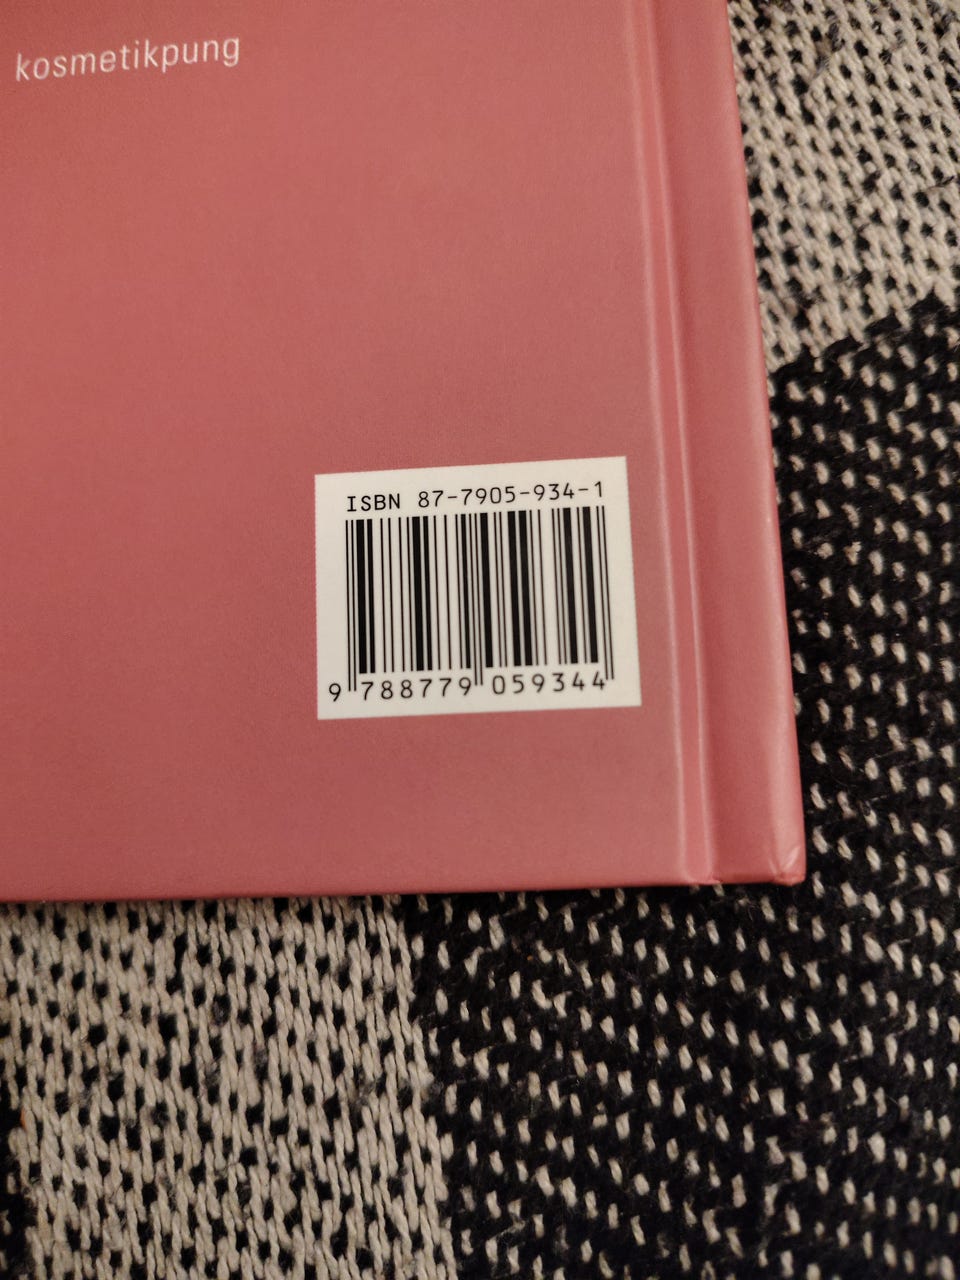 kosmetikpung
ISBN 87-7905-934-1
9 788779 059344